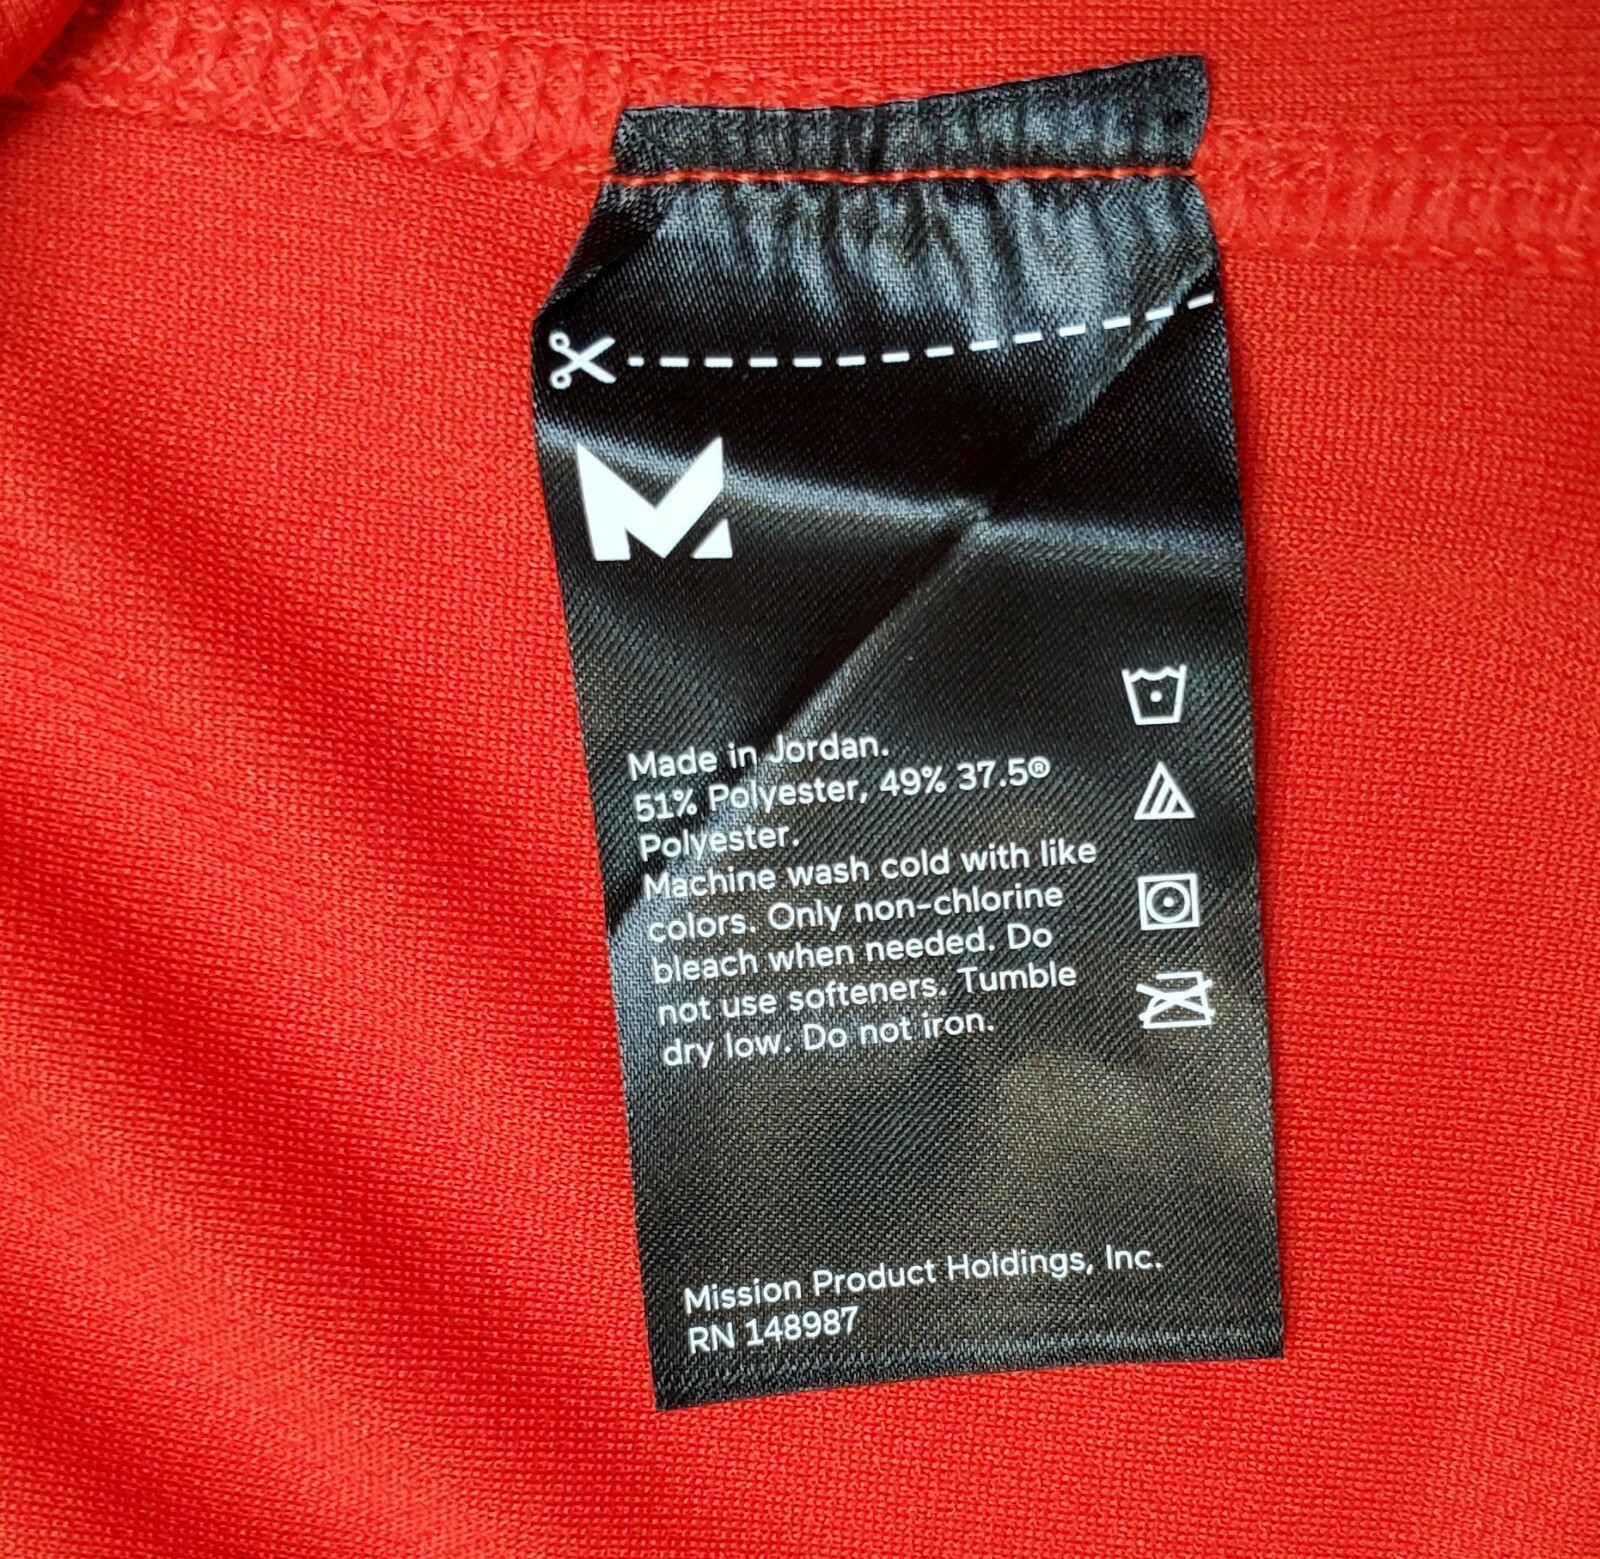 M
Made in Jordan.
51% Polyester, 49% 37.5®
Polyester.
Machine wash cold with like
colors. Only non-chlorine
bleach when needed. Do
not use softeners. Tumble
dry low. Do not iron.
Mission Product Holdings, Inc.
RN 148987